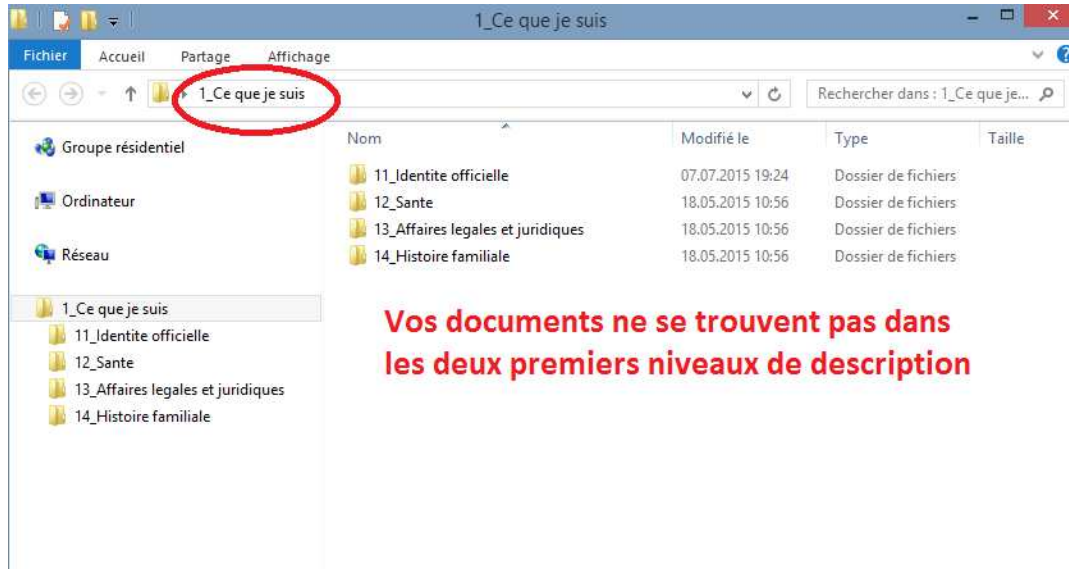 1_Ce que je suis
Fichier Accueil Partage Affichage
1_Ce que je suis
Rechercher dans : 1_Ce que je...
Groupe résidentiel
Ordinateur
Réseau
1_Ce que je suis
11_Identite officielle
12_Sante
13_Affaires legales et juridiques
14_Histoire familiale
Nom Modifié le Type Taille
11_Identite officielle 07.07.2015 19:24 Dossier de fichiers
12_Sante 18.05.2015 10:56 Dossier de fichiers
13_Affaires legales et juridiques 18.05.2015 10:56 Dossier de fichiers
14_Histoire familiale 18.05.2015 10:56 Dossier de fichiers
Vos documents ne se trouvent pas dans
les deux premiers niveaux de description